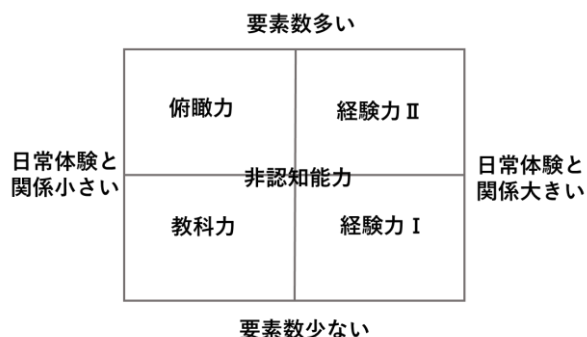 要素数多い
俯瞰力
経験力Ⅱ
日常体験と
関係小さい
非認知能力
日常体験と
関係大きい
教科力
経験力Ⅰ
要素数少ない